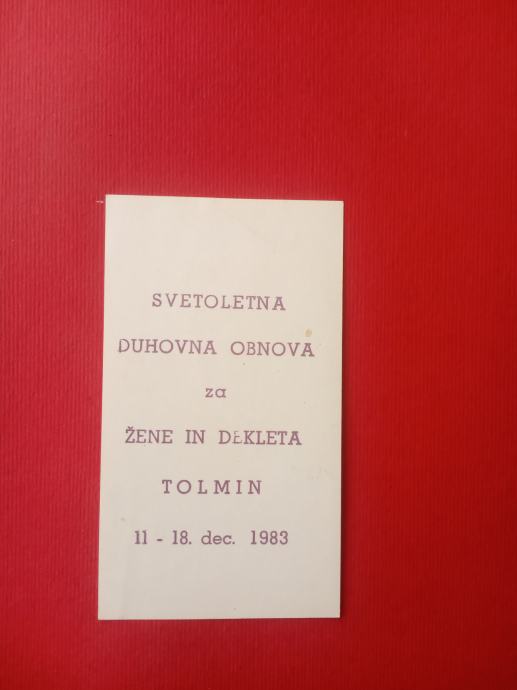 SVETOLETNA
DUHOVNA OBNOVA
za
ŽENE IN DEKLETA
TOLMIN
11 - 18. dec. 1983